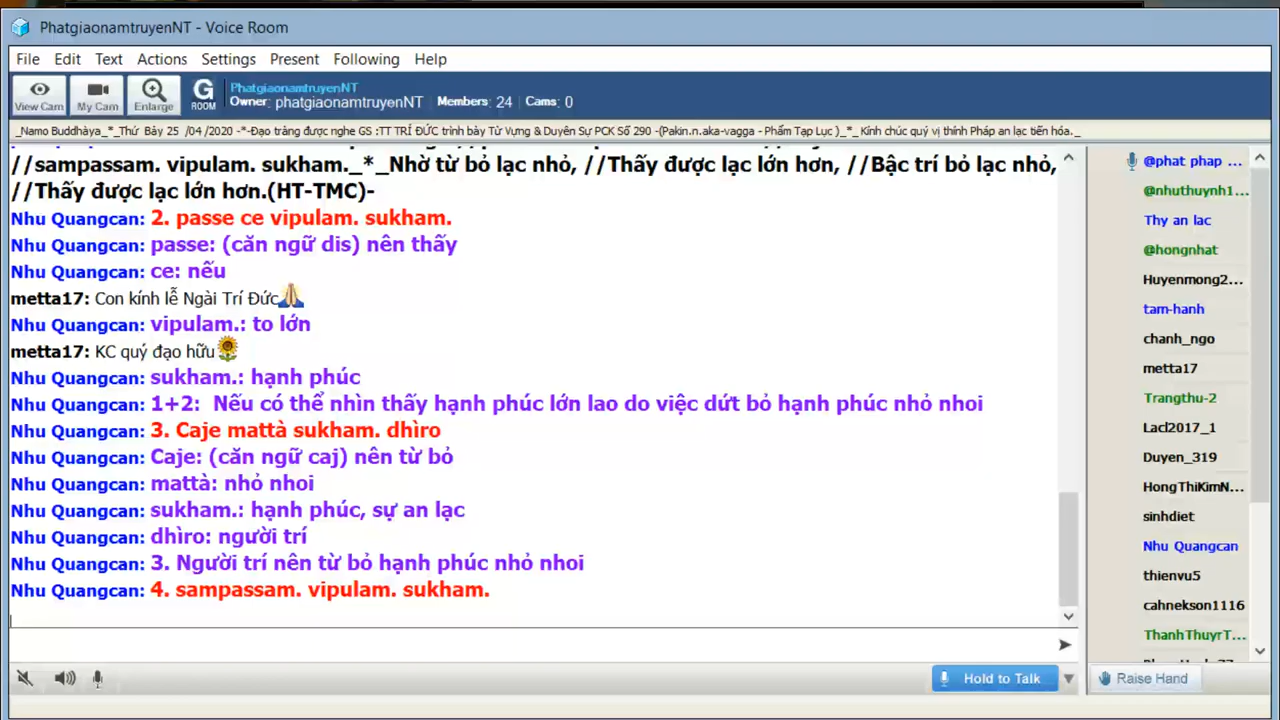 PhatgiaonamtruyenNT - Voice Room
File Edit Text Actions Settings Present Following Help
View Cam My Cam Enlarge G ROOM
PhatgiaonamtruyenNT
Owner: phatgiaonamtruyenNT Members: 24 Cams: 0
_Namo Buddhàya_*_Thứ Bảy 25 /04 /2020 -*-Đạo tràng được nghe GS :TT TRÍ ĐỨC trình bày Từ Vựng & Duyên Sự PCK Số 290 -(Pakin.n.aka-vagga - Phẩm Tạp Lục )_*_ Kính chúc quý vị thính Pháp an lạc tiến hóa._
//sampassam. vipulam. sukham._*_Nhờ từ bỏ lạc nhỏ, //Thấy được lạc lớn hơn, //Bậc trí bỏ lạc nhỏ,
//Thấy được lạc lớn hơn.(HT-TMC)-
Nhu Quangcan: 2. passe ce vipulam. sukham.
Nhu Quangcan: passe: (căn ngữ dis) nên thấy
Nhu Quangcan: ce: nếu
metta17: Con kính lễ Ngài Trí Đức
Nhu Quangcan: vipulam.: to lớn
metta17: KC quý đạo hữu
Nhu Quangcan: sukham.: hạnh phúc
Nhu Quangcan: 1+2: Nếu có thể nhìn thấy hạnh phúc lớn lao do việc dứt bỏ hạnh phúc nhỏ nhoi
Nhu Quangcan: 3. Caje mattà sukham. dhìro
Nhu Quangcan: Caje: (căn ngữ caj) nên từ bỏ
Nhu Quangcan: mattà: nhỏ nhoi
Nhu Quangcan: sukham.: hạnh phúc, sự an lạc
Nhu Quangcan: dhìro: người trí
Nhu Quangcan: 3. Người trí nên từ bỏ hạnh phúc nhỏ nhoi
Nhu Quangcan: 4. sampassam. vipulam. sukham.
@phat phap ...
@nhuthuynh1...
Thy an lac
@hongnhat
Huyenmong2...
tam-hanh
chanh_ngo
metta17
Trangthu-2
Lacl2017_1
Duyen_319
HongThiKimN...
sinhdiet
Nhu Quangcan
thienvu5
cahnekson1116
ThanhThuyrT...
Hold to Talk
Raise Hand